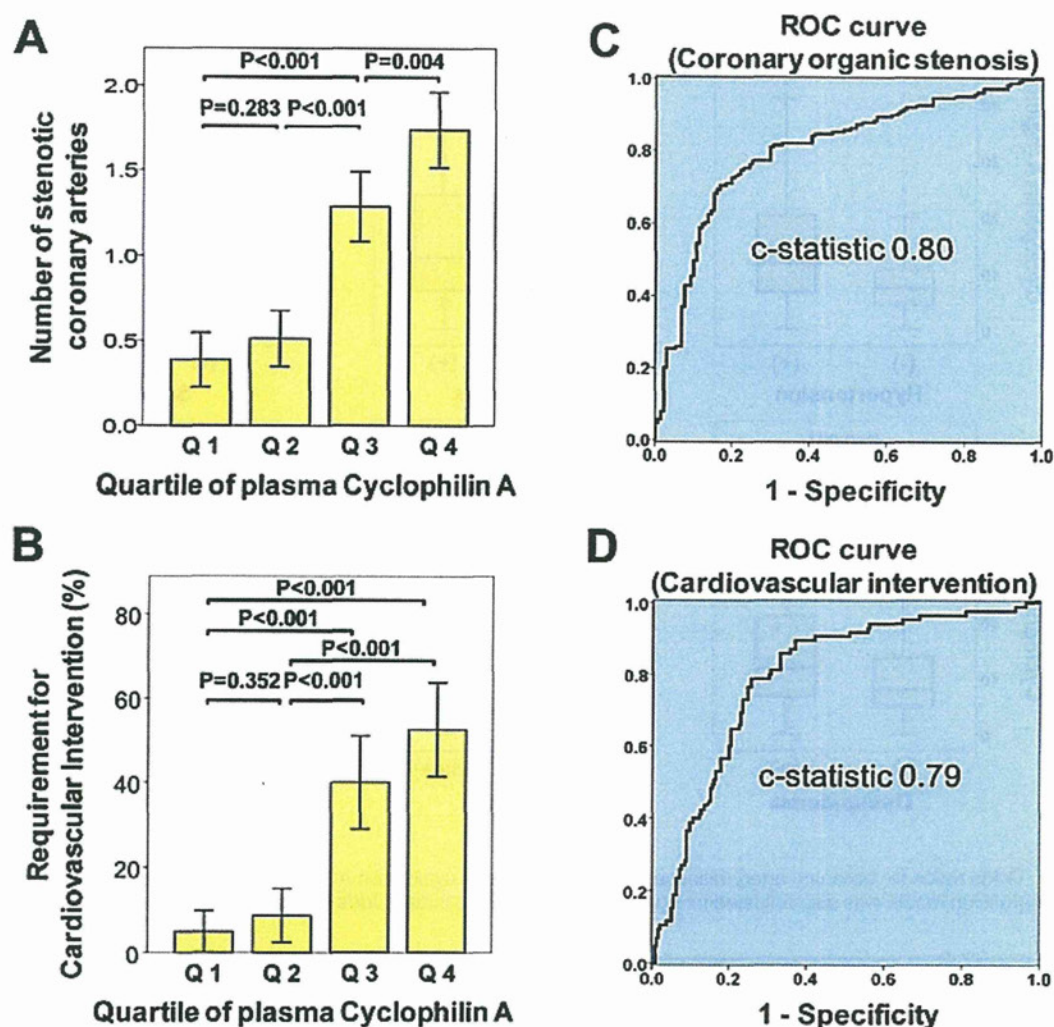 A
P<0.001 P=0.004
P=0.283 P<0.001
Number of stenotic
coronary arteries
2.0
1.5
1.0
0.5
0.0
Q 1 Q 2 Q 3 Q 4
Quartile of plasma Cyclophilin A
B
P<0.001
P<0.001
P<0.001
P=0.352 P<0.001
Requirement for
Cardiovascular Intervention (%)
80
60
40
20
0
Q 1 Q 2 Q 3 Q 4
Quartile of plasma Cyclophilin A
C
ROC curve
(Coronary organic stenosis)
1.0
0.8
0.6
0.4
0.2
0.0
c-statistic 0.80
0.0 0.2 0.4 0.6 0.8 1.0
1 - Specificity
D
ROC curve
(Cardiovascular intervention)
1.0
0.8
0.6
0.4
0.2
0.0
c-statistic 0.79
0.0 0.2 0.4 0.6 0.8 1.0
1 - Specificity